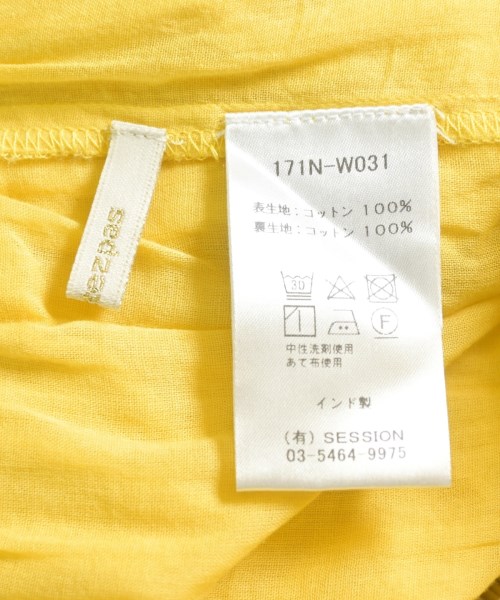 171N-W031
表生地：コットン 100%
裏生地：コットン 100%
30
F
中性洗剤使用
あて布使用
インド製
（有）SESSION
03-5464-9975